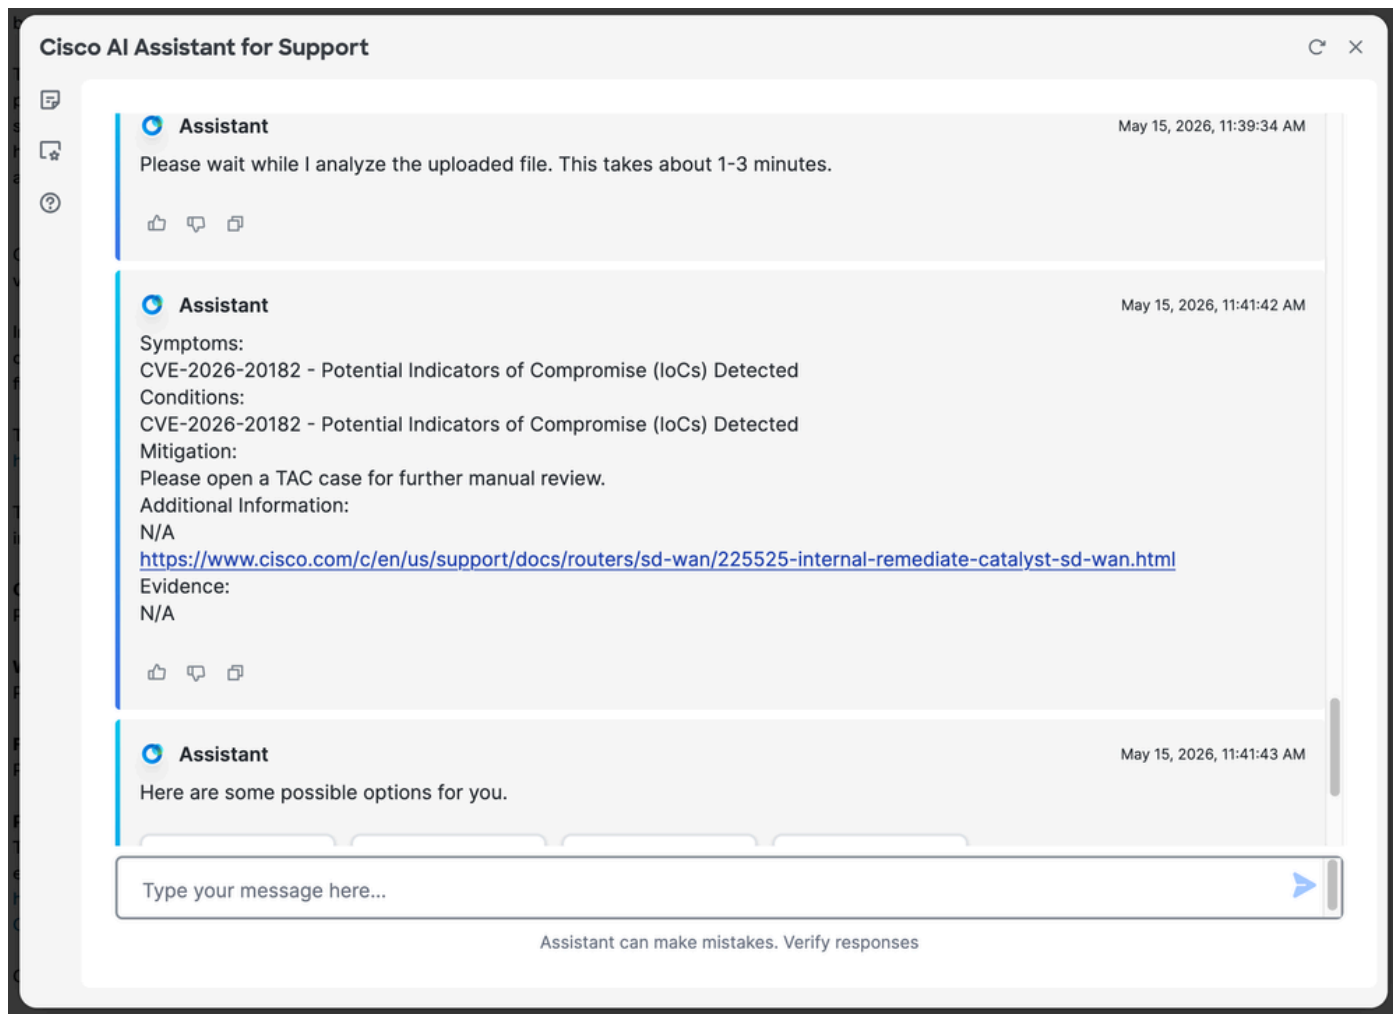 Cisco AI Assistant for Support
Assistant
May 15, 2026, 11:39:34 AM
Please wait while I analyze the uploaded file. This takes about 1-3 minutes.
Assistant
May 15, 2026, 11:41:42 AM
Symptoms:
CVE-2026-20182 - Potential Indicators of Compromise (IoCs) Detected
Conditions:
CVE-2026-20182 - Potential Indicators of Compromise (IoCs) Detected
Mitigation:
Please open a TAC case for further manual review.
Additional Information:
N/A
https://www.cisco.com/c/en/us/support/docs/routers/sd-wan/225525-internal-remediate-catalyst-sd-wan.html
Evidence:
N/A
Assistant
May 15, 2026, 11:41:43 AM
Here are some possible options for you.
Type your message here...
Assistant can make mistakes. Verify responses